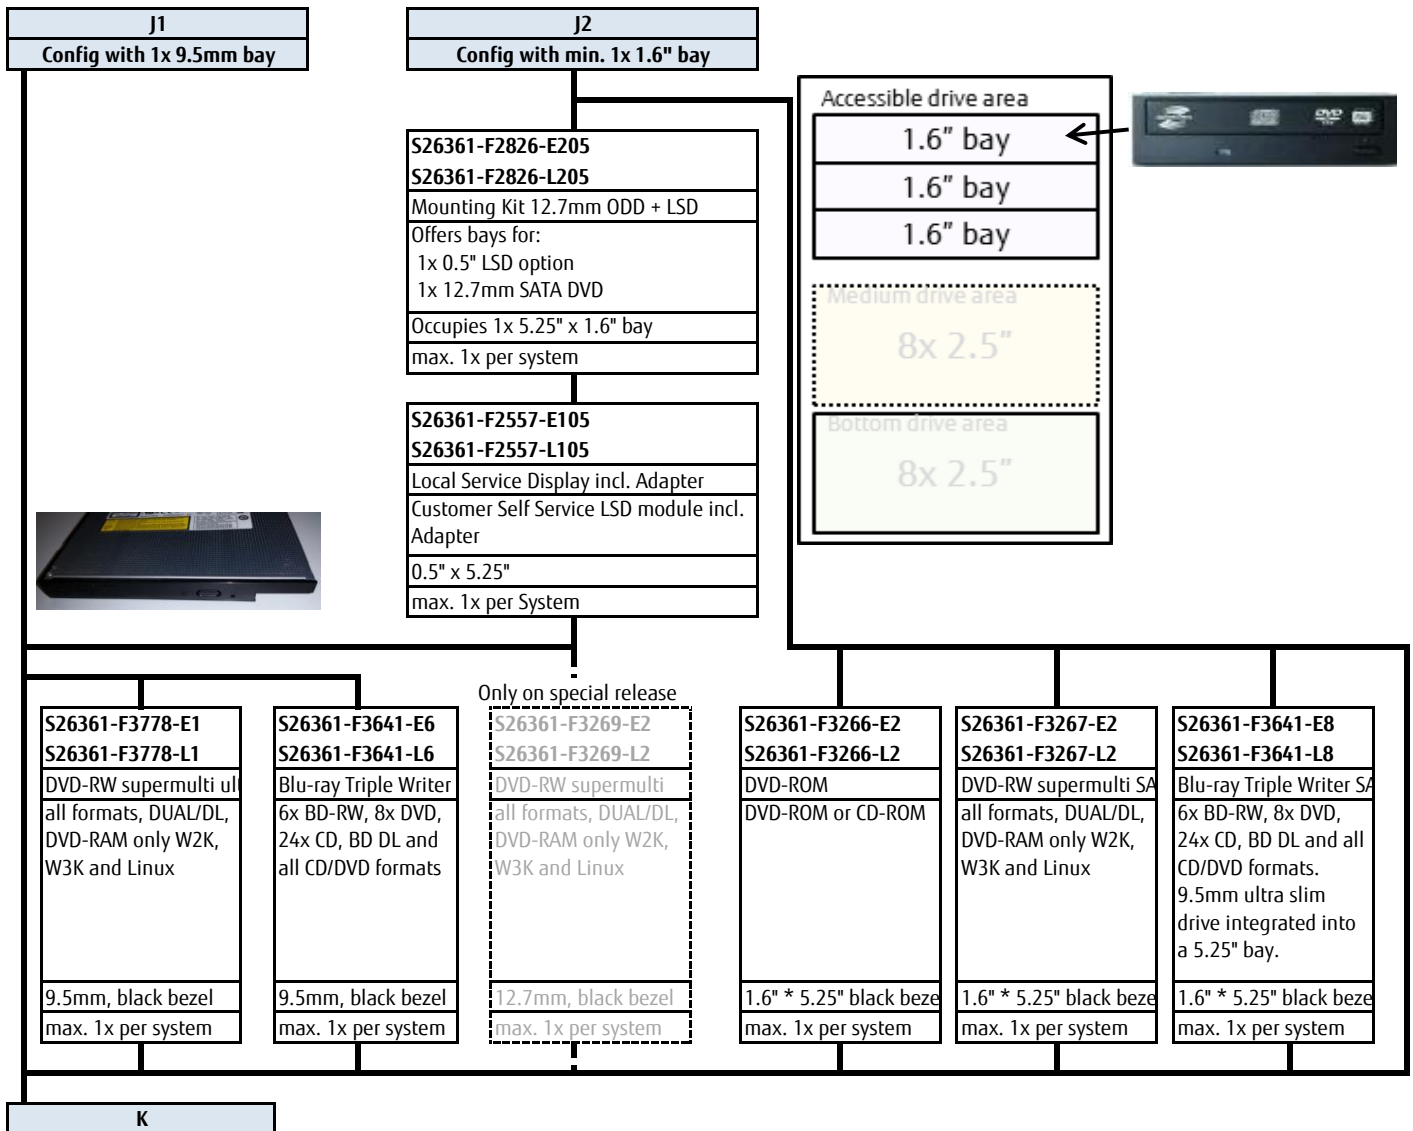 J1
Config with 1x 9.5mm bay
J2
Config with min. 1x 1.6" bay
Accessible drive area
1.6" bay
1.6" bay
1.6" bay
Medium drive area
8x 2.5"
Bottom drive area
8x 2.5"
DVD
S26361-F2826-E205
S26361-F2826-L205
Mounting Kit 12.7mm ODD + LSD
Offers bays for:
1x 0.5" LSD option
1x 12.7mm SATA DVD
Occupies 1x 5.25" x 1.6" bay
max. 1x per system
S26361-F2557-E105
S26361-F2557-L105
Local Service Display incl. Adapter
Customer Self Service LSD module incl.
Adapter
0.5" x 5.25"
max. 1x per System
S26361-F3778-E1
S26361-F3778-L1
DVD-RW supermulti ul
all formats, DUAL/DL,
DVD-RAM only W2K,
W3K and Linux
9.5mm, black bezel
max. 1x per system
S26361-F3641-E6
S26361-F3641-L6
Blu-ray Triple Writer
6x BD-RW, 8x DVD,
24x CD, BD DL and
all CD/DVD formats
9.5mm, black bezel
max. 1x per system
Only on special release
S26361-F3269-E2
S26361-F3269-L2
DVD-RW supermulti
all formats, DUAL/DL,
DVD-RAM only W2K,
W3K and Linux
12.7mm, black bezel
max. 1x per system
S26361-F3266-E2
S26361-F3266-L2
DVD-ROM
DVD-ROM or CD-ROM
1.6" * 5.25" black beze
max. 1x per system
S26361-F3267-E2
S26361-F3267-L2
DVD-RW supermulti SA
all formats, DUAL/DL,
DVD-RAM only W2K,
W3K and Linux
1.6" * 5.25" black beze
max. 1x per system
S26361-F3641-E8
S26361-F3641-L8
Blu-ray Triple Writer SA
6x BD-RW, 8x DVD,
24x CD, BD DL and all
CD/DVD formats.
9.5mm ultra slim
drive integrated into
a 5.25" bay.
1.6" * 5.25" black beze
max. 1x per system
K